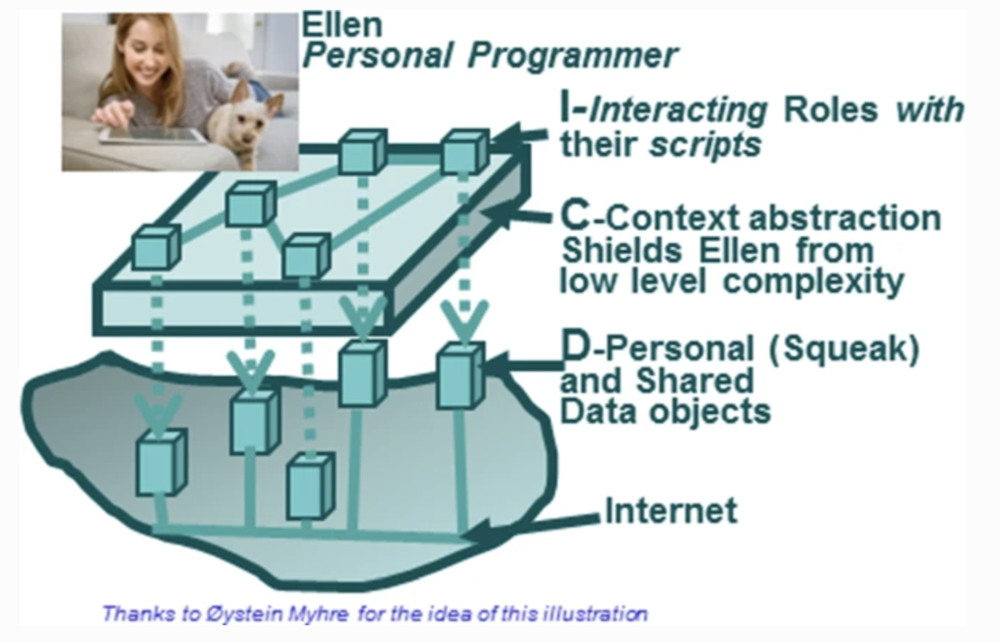 Ellen
Personal Programmer
I-Interacting Roles with
their scripts
C-Context abstraction
Shields Ellen from
low level complexity
D-Personal (Squeak)
and Shared
Data objects
Internet
Thanks to Øystein Myhre for the idea of this illustration